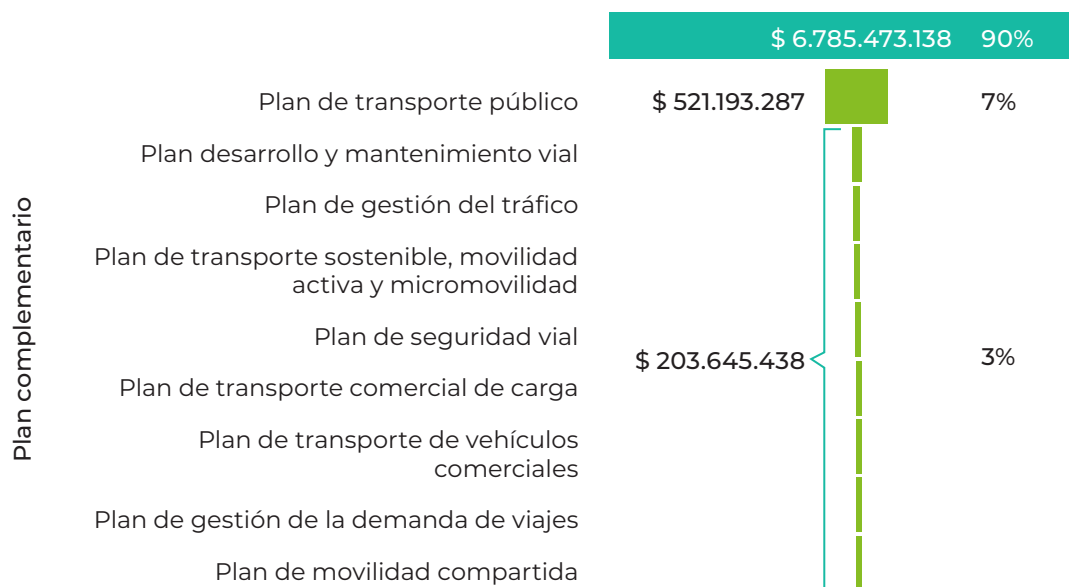 $ 6.785.473.138 90%
Plan de transporte público $ 521.193.287 7%
Plan desarrollo y mantenimiento vial
Plan de gestión del tráfico
Plan de transporte sostenible, movilidad
activa y micromovilidad
Plan de seguridad vial
$ 203.645.438 3%
Plan de transporte comercial de carga
Plan de transporte de vehículos
comerciales
Plan de gestión de la demanda de viajes
Plan de movilidad compartida
Plan complementario